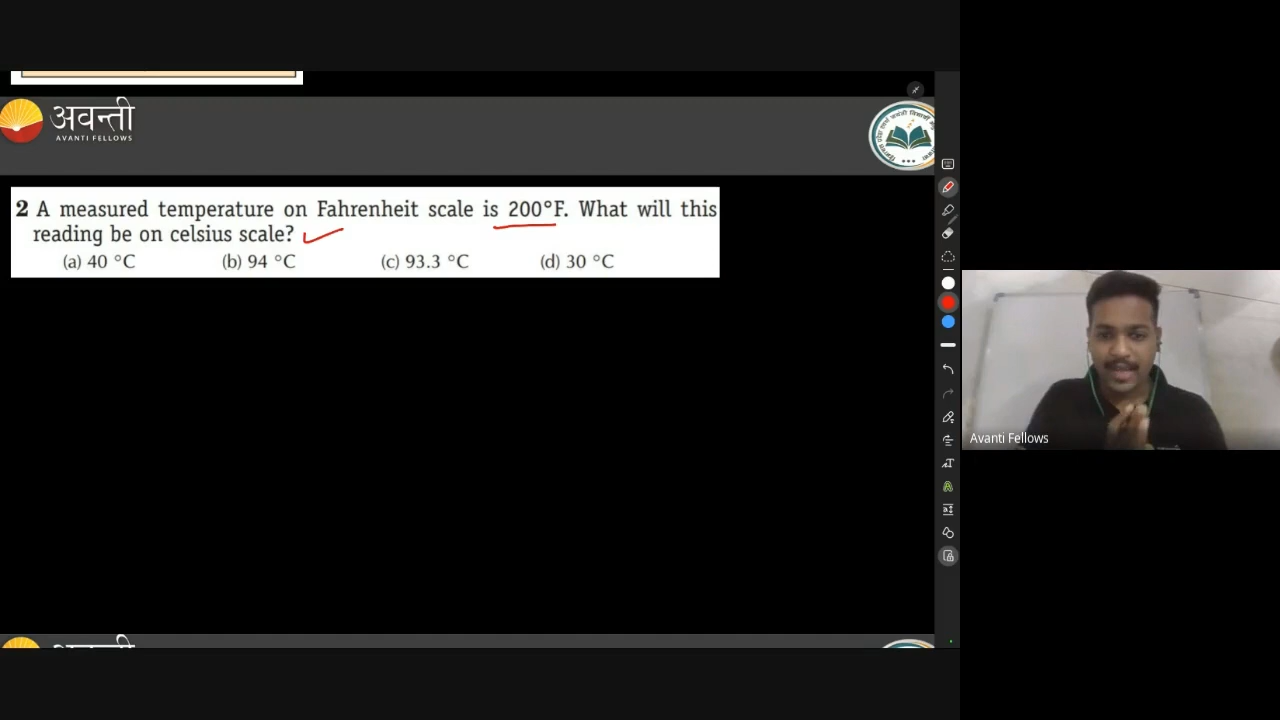 अवन्ती
AVANTI FELLOWS
2 A measured temperature on Fahrenheit scale is 200°F. What will this
reading be on celsius scale?
(a) 40 °C (b) 94 °C (c) 93.3 °C (d) 30 °C
Avanti Fellows